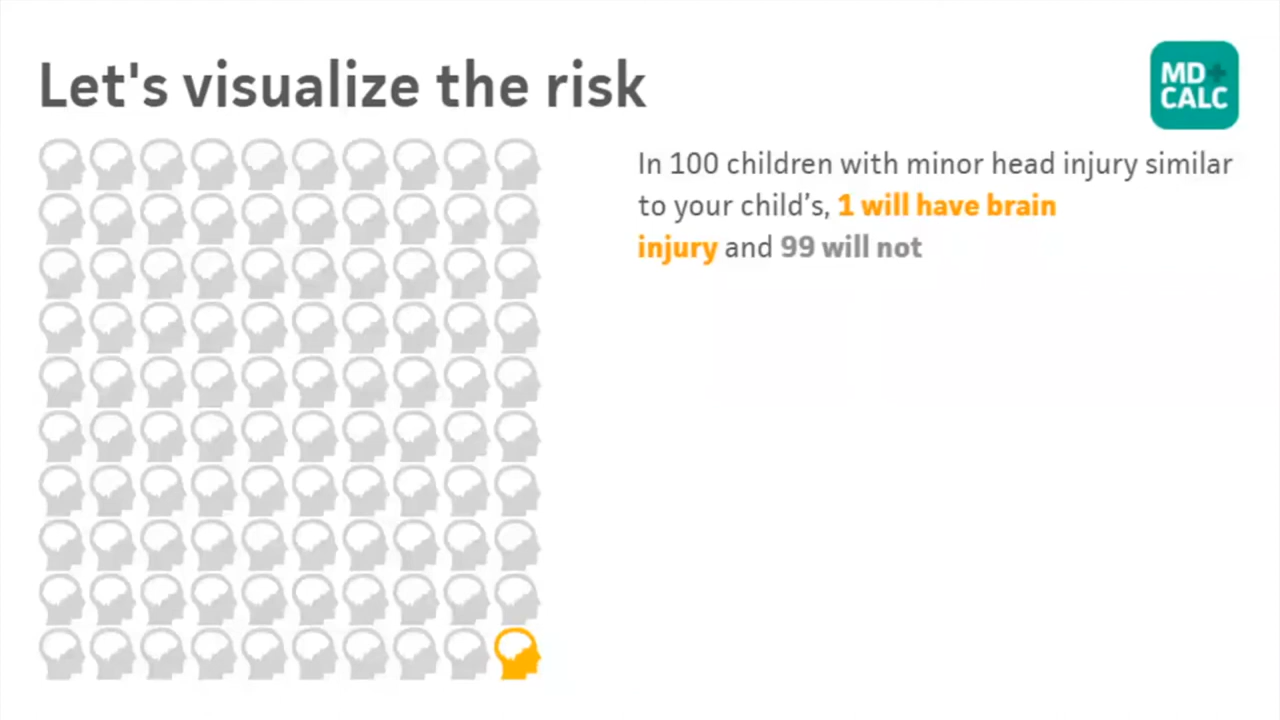 Let's visualize the risk
MD+
CALC
In 100 children with minor head injury similar
to your child’s, 1 will have brain
injury and 99 will not